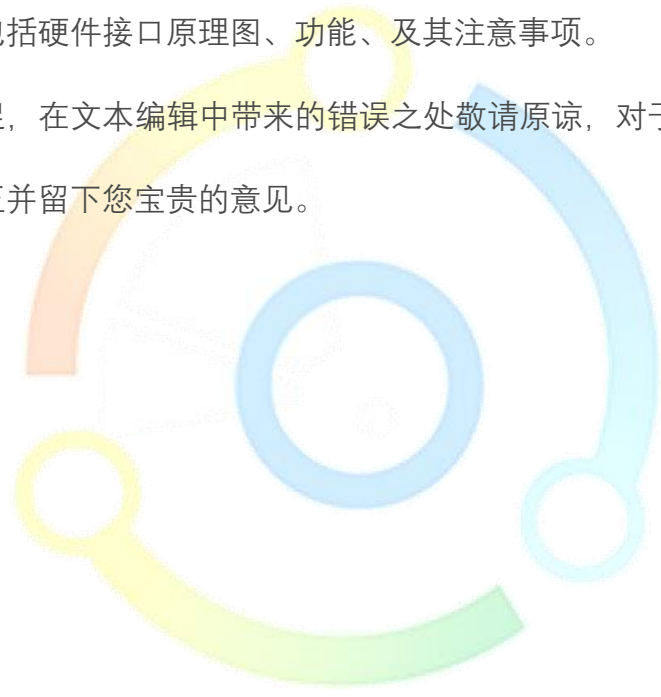 括硬件接口原理图、功能、及其注意事项。
，在文本编辑中带来的错误之处敬请原谅，对于
并留下您宝贵的意见。